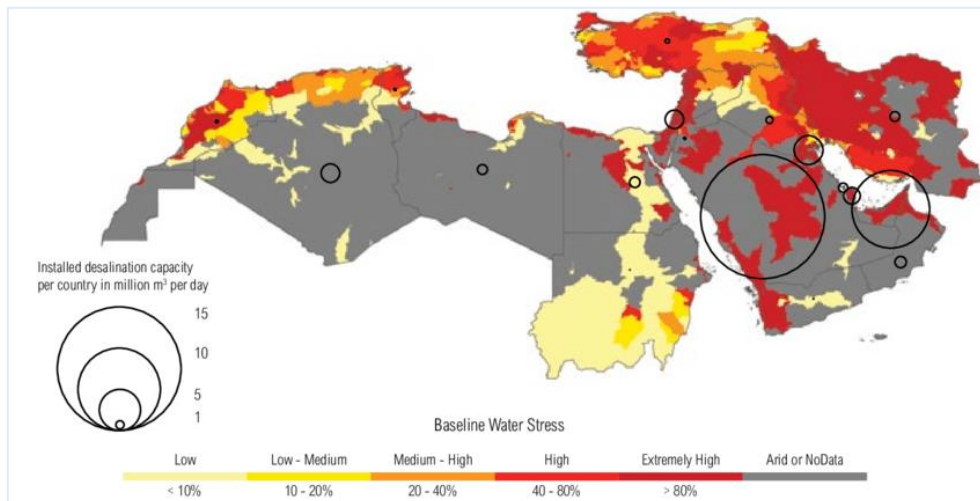 Installed desalination capacity
per country in million m³ per day
15
10
5
1
Baseline Water Stress
Low
Low - Medium
Medium - High
High
Extremely High
Arid or NoData
< 10%
10 - 20%
20 - 40%
40 - 80%
> 80%